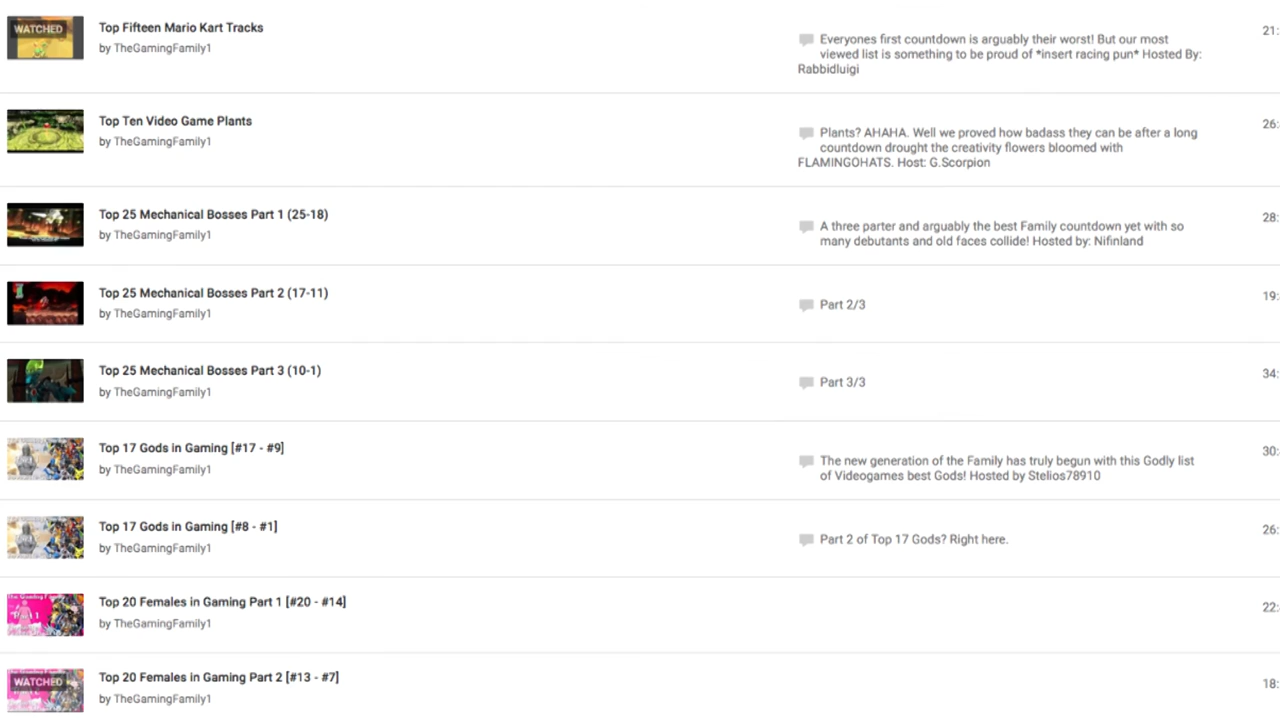 WATCHED
Top Fifteen Mario Kart Tracks
by TheGamingFamily1
Everyones first countdown is arguably their worst! But our most
viewed list is something to be proud of *insert racing pun* Hosted By:
Rabbidluigi
21:
Top Ten Video Game Plants
by TheGamingFamily1
Plants? AHAHA. Well we proved how badass they can be after a long
countdown drought the creativity flowers bloomed with
FLAMINGOHATS. Host: G.Scorpion
26:
Top 25 Mechanical Bosses Part 1 (25-18)
by TheGamingFamily1
A three parter and arguably the best Family countdown yet with so
many debutants and old faces collide! Hosted by: Nifinland
28:
Top 25 Mechanical Bosses Part 2 (17-11)
by TheGamingFamily1
Part 2/3
19:
Top 25 Mechanical Bosses Part 3 (10-1)
by TheGamingFamily1
Part 3/3
34:
Top 17 Gods in Gaming [#17 - #9]
by TheGamingFamily1
The new generation of the Family has truly begun with this Godly list
of Videogames best Gods! Hosted by Stelios78910
30:
Top 17 Gods in Gaming [#8 - #1]
by TheGamingFamily1
Part 2 of Top 17 Gods? Right here.
26:
Part 1
Top 20 Females in Gaming Part 1 [#20 - #14]
by TheGamingFamily1
22:
WATCHED
Top 20 Females in Gaming Part 2 [#13 - #7]
by TheGamingFamily1
18: